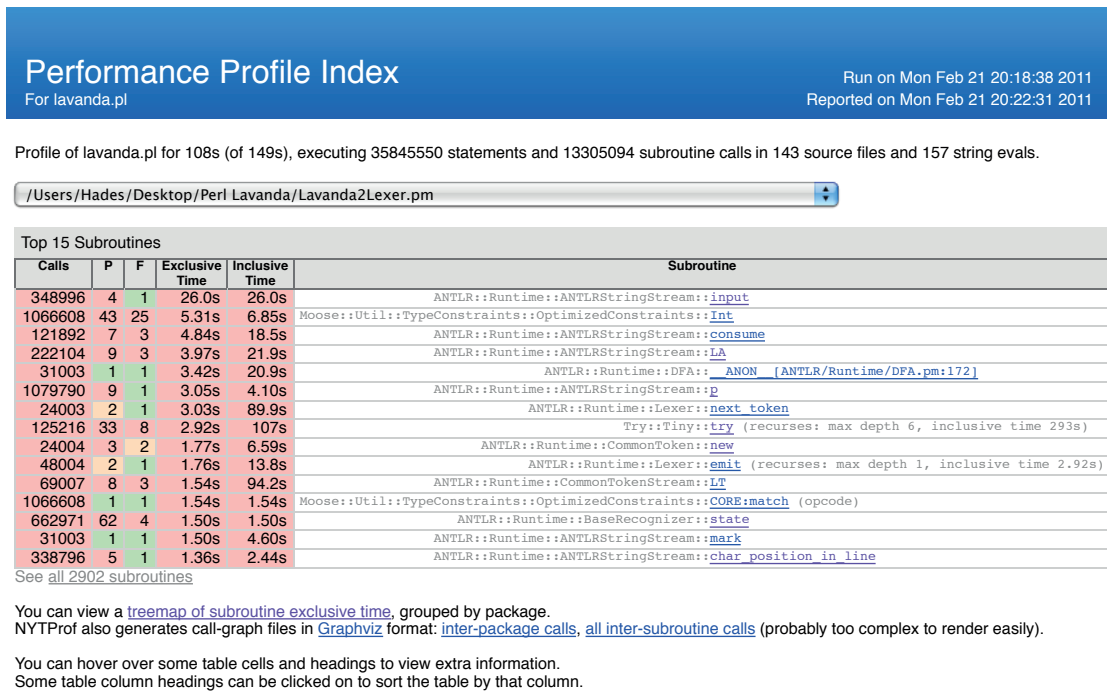 Performance Profile Index
For lavanda.pl
Run on Mon Feb 21 20:18:38 2011
Reported on Mon Feb 21 20:22:31 2011
Profile of lavanda.pl for 108s (of 149s), executing 35845550 statements and 13305094 subroutine calls in 143 source files and 157 string evals.
/Users/Hades/Desktop/Perl Lavanda/Lavanda2Lexer.pm
Top 15 Subroutines
Calls P F Exclusive Time Inclusive Time Subroutine
348996 4 1 26.0s 26.0s ANTLR::Runtime::ANTLRStringStream::input
1066608 43 25 5.31s 6.85s Moose::Util::TypeConstraints::OptimizedConstraints::Int
121892 7 3 4.84s 18.5s ANTLR::Runtime::ANTLRStringStream::consume
222104 9 3 3.97s 21.9s ANTLR::Runtime::ANTLRStringStream::LA
31003 1 1 3.42s 20.9s ANTLR::Runtime::DFA::__ANON__[ANTLR/Runtime/DFA.pm:172]
1079790 9 1 3.05s 4.10s ANTLR::Runtime::ANTLRStringStream::p
24003 2 1 3.03s 89.9s ANTLR::Runtime::Lexer::next_token
125216 33 8 2.92s 107s Try::Tiny::try (recurses: max depth 6, inclusive time 293s)
24004 3 2 1.77s 6.59s ANTLR::Runtime::CommonToken::new
48004 2 1 1.76s 13.8s ANTLR::Runtime::Lexer::emit (recurses: max depth 1, inclusive time 2.92s)
69007 8 3 1.54s 94.2s ANTLR::Runtime::CommonTokenStream::LT
1066608 1 1 1.54s 1.54s Moose::Util::TypeConstraints::OptimizedConstraints::CORE:match (opcode)
662971 62 4 1.50s 1.50s ANTLR::Runtime::BaseRecognizer::state
31003 1 1 1.50s 4.60s ANTLR::Runtime::ANTLRStringStream::mark
338796 5 1 1.36s 2.44s ANTLR::Runtime::ANTLRStringStream::char_position_in_line
See all 2902 subroutines
You can view a treemap of subroutine exclusive time, grouped by package.
NYTProf also generates call-graph files in Graphviz format: inter-package calls, all inter-subroutine calls (probably too complex to render easily).
You can hover over some table cells and headings to view extra information.
Some table column headings can be clicked on to sort the table by that column.